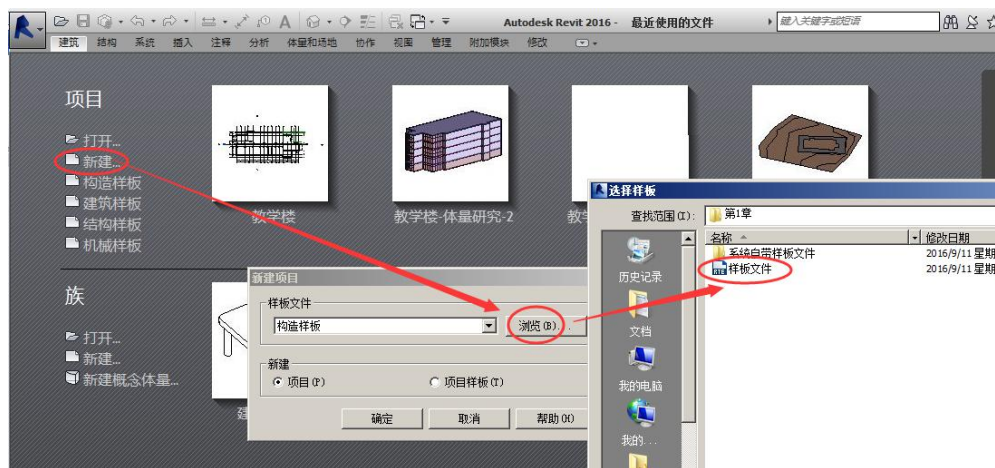 Autodesk Revit 2016 - 最近使用的文件
键入关键字或短语
建筑 结构 系统 插入 注释 分析 体量和场地 协作 视图 管理 附加模块 修改
项目
打开...
新建...
构造样板
建筑样板
结构样板
机械样板
教学楼
教学楼-体量研究-2
族
打开...
新建...
新建概念体量...
新建项目
样板文件
构造样板
浏览(B)...
新建
项目(P)
项目样板(T)
确定
取消
帮助(H)
选择样板
查找范围(I):
第1章
名称
修改日期
系统自带样板文件
2016/9/11 星期
样板文件
2016/9/11 星期
历史记录
文档
我的电脑
我的...